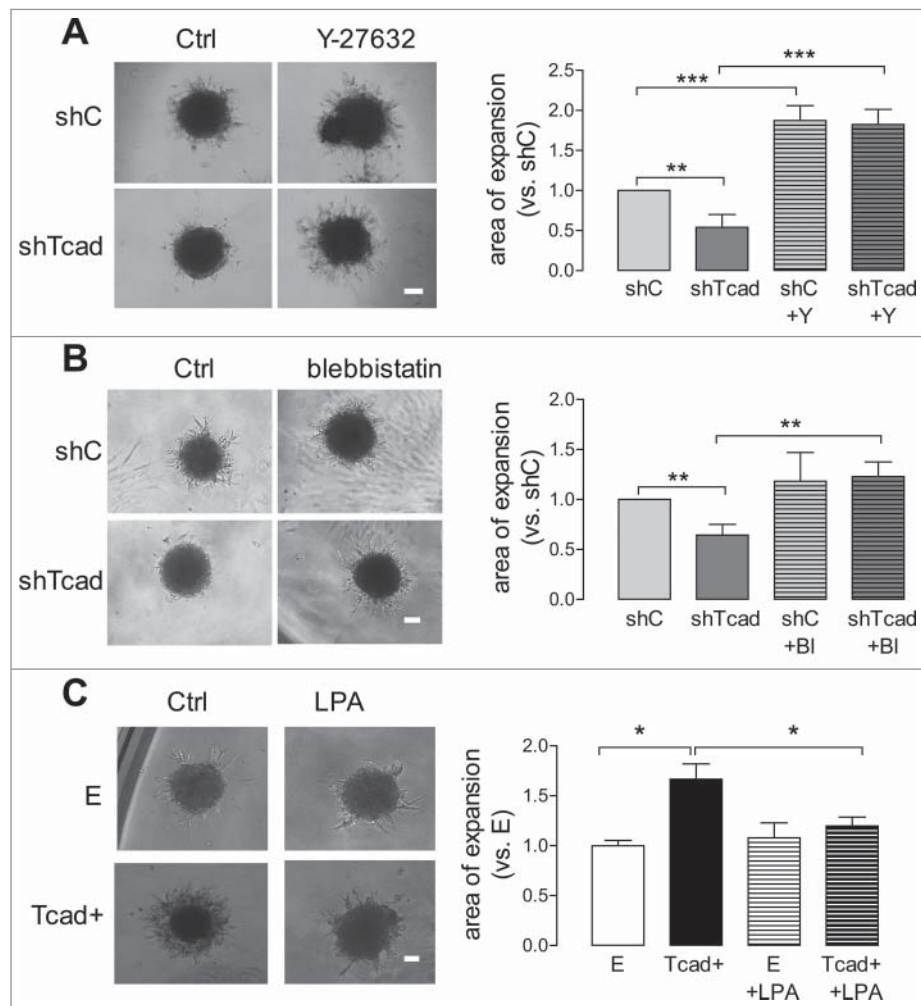 A
Ctrl
Y-27632
shC
shTcad
area of expansion
(vs. shC)
2.5
2.0
1.5
1.0
0.5
0.0
**
***
***
shC
shTcad
shC
+Y
shTcad
+Y
B
Ctrl
blebbistatin
shC
shTcad
area of expansion
(vs. shC)
2.0
1.5
1.0
0.5
0.0
**
**
shC
shTcad
shC
+Bl
shTcad
+Bl
C
Ctrl
LPA
E
Tcad+
area of expansion
(vs. E)
2.0
1.5
1.0
0.5
0.0
*
*
E
Tcad+
E
+LPA
Tcad+
+LPA